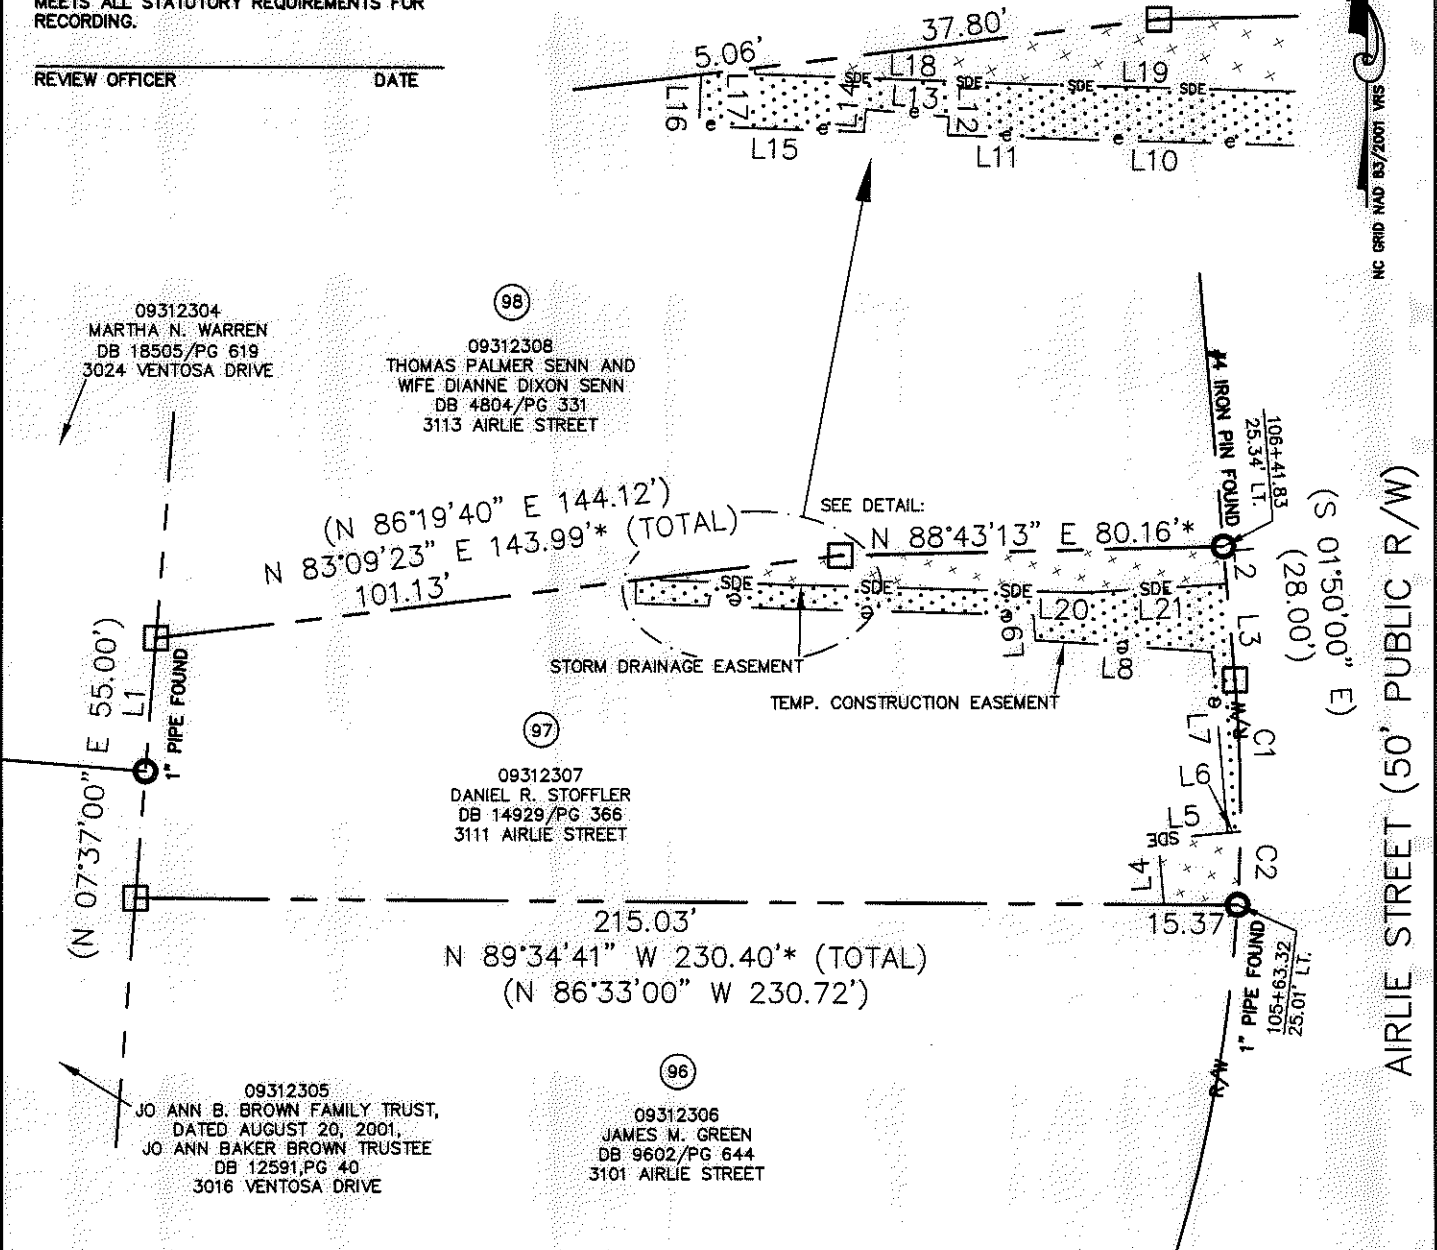 MEETS ALL STATUTORY REQUIREMENTS FOR
RECORDING.
REVIEW OFFICER DATE
5.06'
37.80'
L18
L19
SDE
SDE
SDE
SDE
L16
L17
L14
L13
L12
e
e
e
e
e
e
L15
L11
L10
NC GRID NAD 83/2001 VRS
09312304
MARTHA N. WARREN
DB 18505/PG 619
3024 VENTOSA DRIVE
98
09312308
THOMAS PALMER SENN AND
WIFE DIANNE DIXON SENN
DB 4804/PG 331
3113 AIRLIE STREET
#4 IRON PIN FOUND
106+41.83
25.34' LT.
(N 86°19'40" E 144.12')
N 83°09'23" E 143.99'* (TOTAL)
101.13'
SEE DETAIL:
N 88°43'13" E 80.16'*
SDE
SDE
SDE
SDE
L20
L21
L2
L3
L9
L8
e
e
e
e
e
STORM DRAINAGE EASEMENT
TEMP. CONSTRUCTION EASEMENT
(S 01°50'00" E)
(28.00')
AIRLIE STREET (50' PUBLIC R/W)
(N 07°37'00" E 55.00')
L1
1" PIPE FOUND
97
09312307
DANIEL R. STOFFLER
DB 14929/PG 366
3111 AIRLIE STREET
L7
R/W
C1
L6
L5
SDE
L4
C2
215.03'
15.37
N 89°34'41" W 230.40'* (TOTAL)
(N 86°33'00" W 230.72')
1" PIPE FOUND
105+63.32
25.01' LT.
R/W
09312305
JO ANN B. BROWN FAMILY TRUST,
DATED AUGUST 20, 2001,
JO ANN BAKER BROWN TRUSTEE
DB 12591,PG 40
3016 VENTOSA DRIVE
96
09312306
JAMES M. GREEN
DB 9602/PG 644
3101 AIRLIE STREET